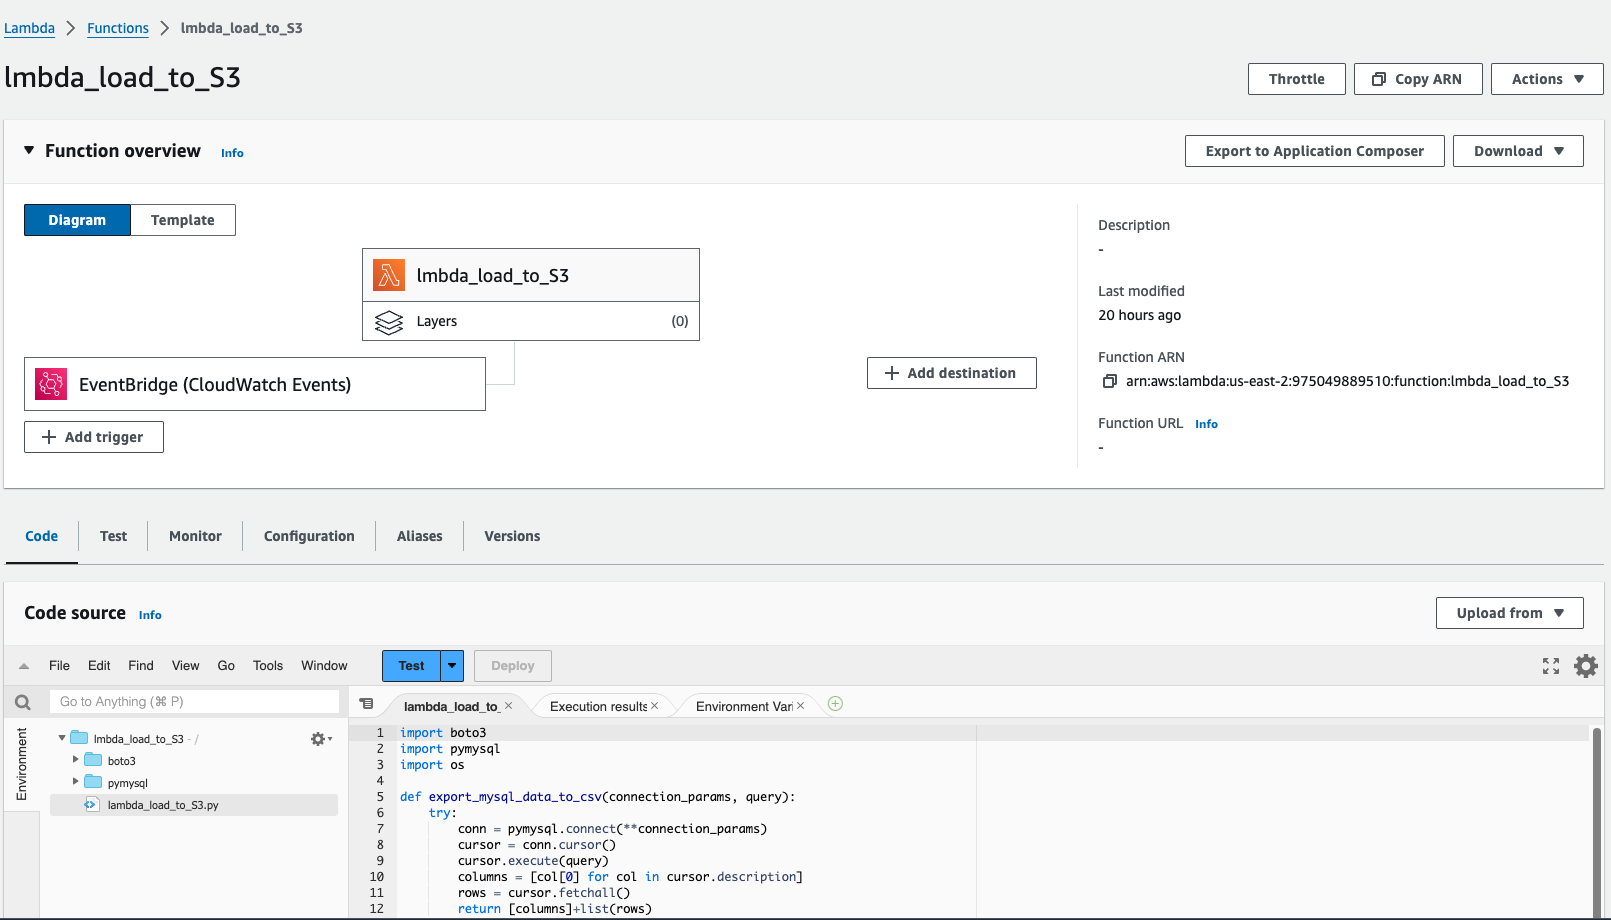 Lambda > Functions > lmbda_load_to_S3
lmbda_load_to_S3
Throttle Copy ARN Actions
Function overview Info
Export to Application Composer Download
Diagram Template
lmbda_load_to_S3
Layers (0)
EventBridge (CloudWatch Events)
+ Add trigger
+ Add destination
Description
-
Last modified
20 hours ago
Function ARN
arn:aws:lambda:us-east-2:975049889510:function:lmbda_load_to_S3
Function URL Info
-
Code Test Monitor Configuration Aliases Versions
Code source Info
Upload from
File Edit Find View Go Tools Window Test Deploy
Go to Anything (⌘ P)
Environment
lmbda_load_to_S3 - /
boto3
pymysql
lambda_load_to_S3.py
lambda_load_to_ × Execution results × Environment Vari ×
1 import boto3
2 import pymysql
3 import os
4
5 def export_mysql_data_to_csv(connection_params, query):
6 try:
7 conn = pymysql.connect(**connection_params)
8 cursor = conn.cursor()
9 cursor.execute(query)
10 columns = [col[0] for col in cursor.description]
11 rows = cursor.fetchall()
12 return [columns]+list(rows)